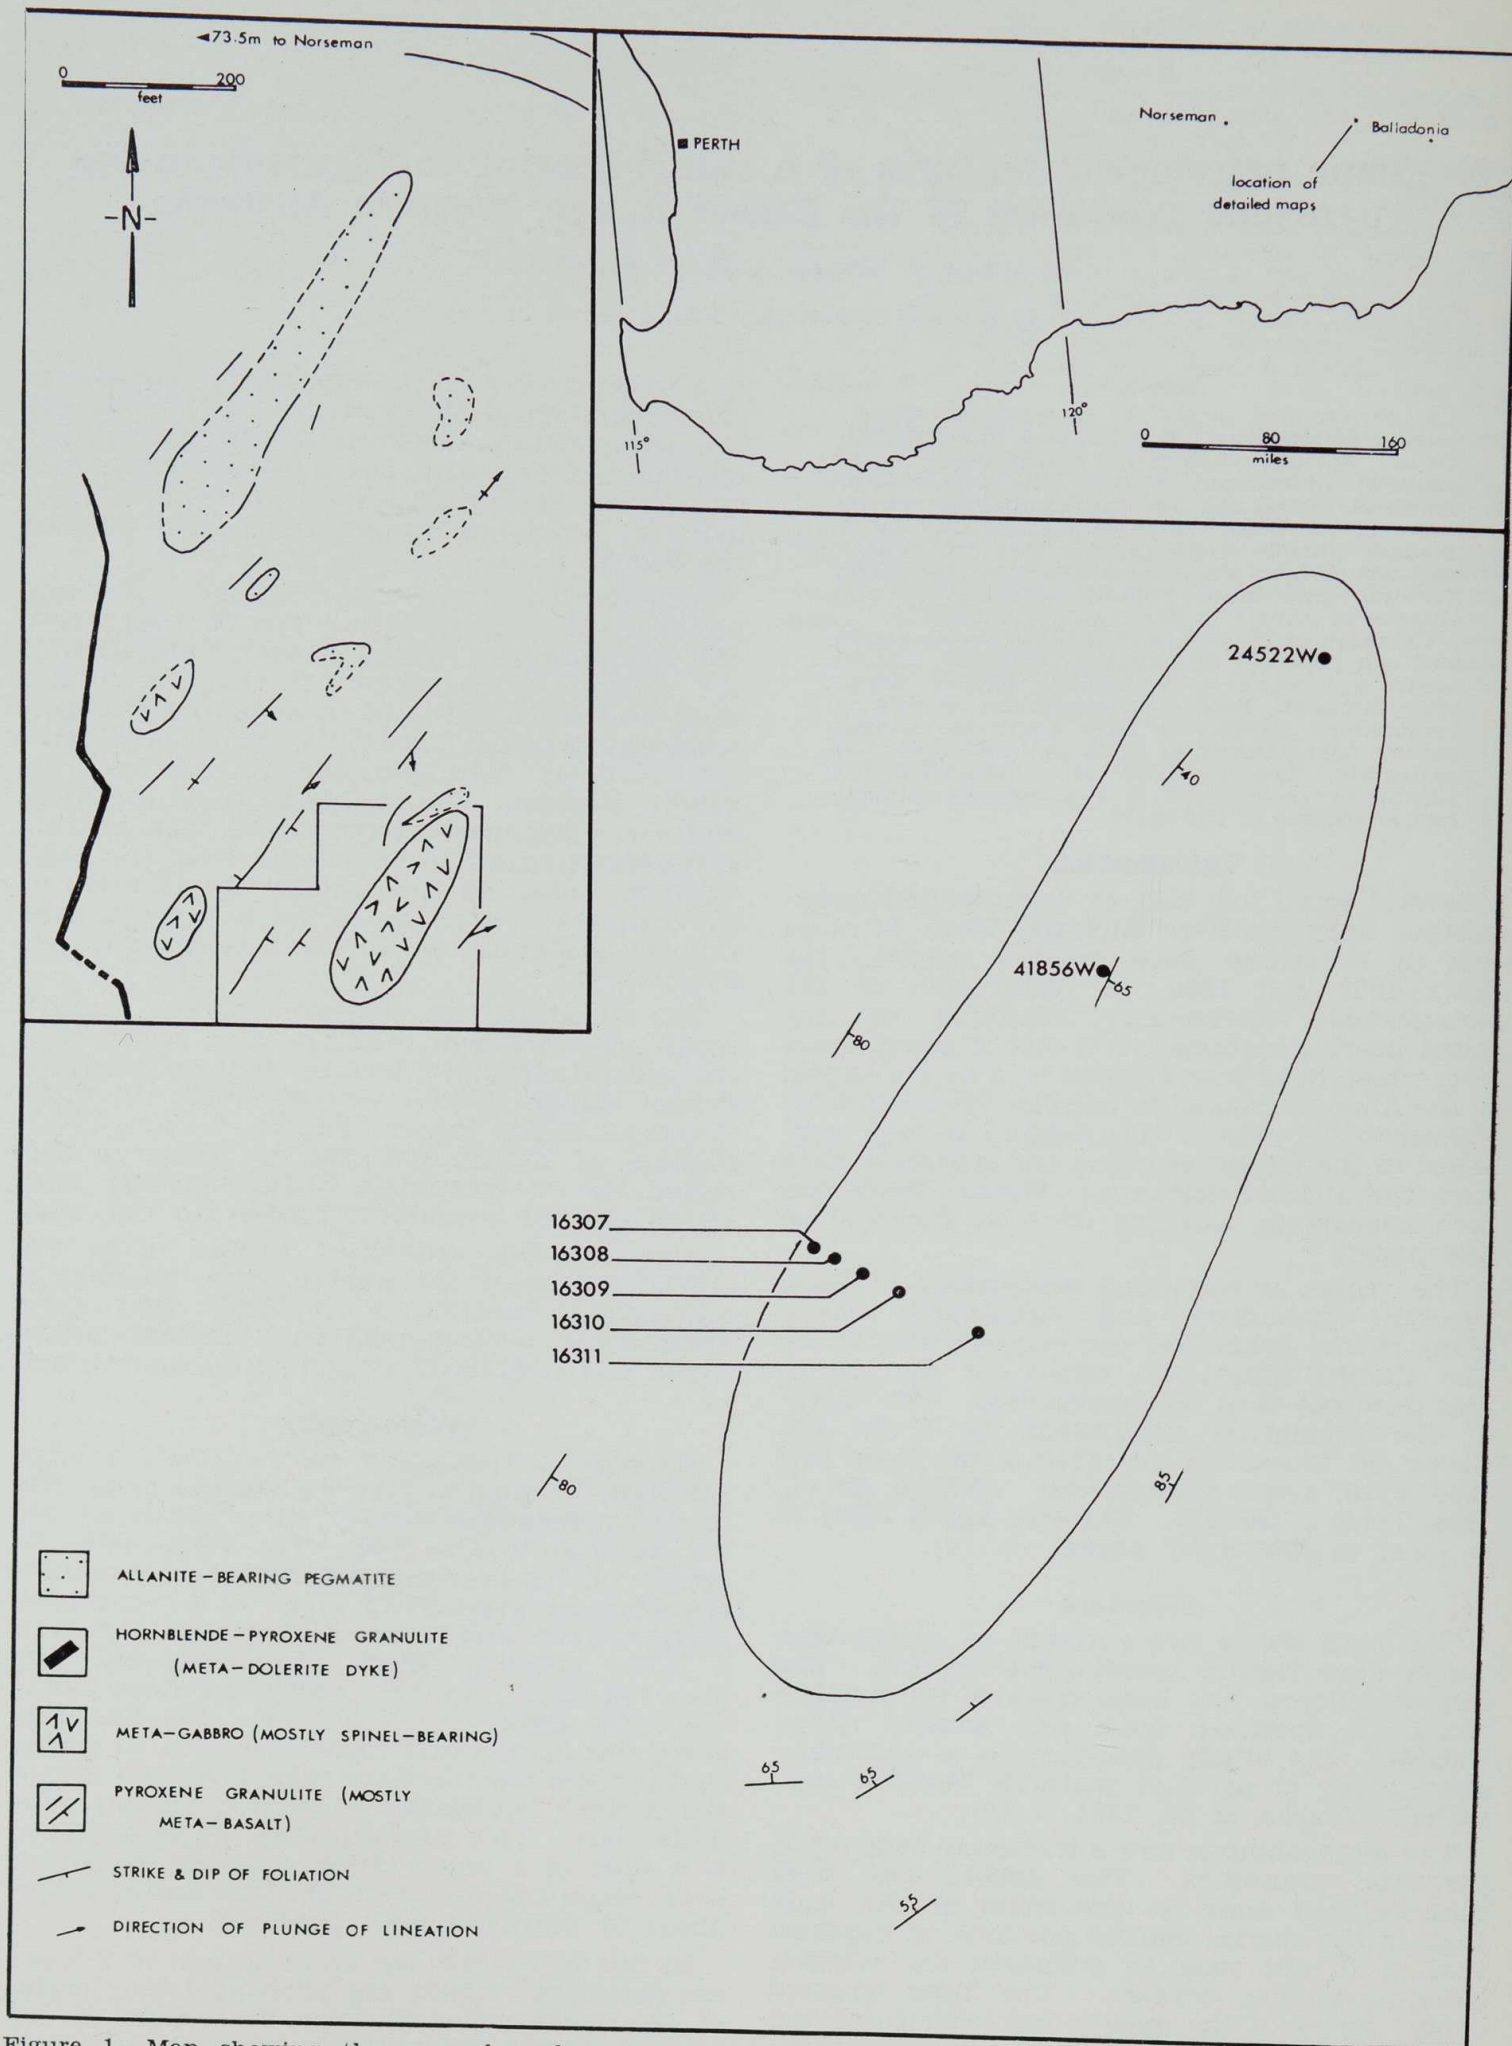 ◄73.5m to Norseman
0 200
feet
-N-
PERTH
Norseman
Balladonia
location of
detailed maps
115°
120°
0 80 160
miles
24522W
40
41856W
65
80
16307
16308
16309
16310
16311
80
85
65
65
55
ALLANITE-BEARING PEGMATITE
HORNBLENDE-PYROXENE GRANULITE
(META-DOLERITE DYKE)
META-GABBRO (MOSTLY SPINEL-BEARING)
PYROXENE GRANULITE (MOSTLY
META-BASALT)
STRIKE & DIP OF FOLIATION
DIRECTION OF PLUNGE OF LINEATION
Figure 1. Map showing the